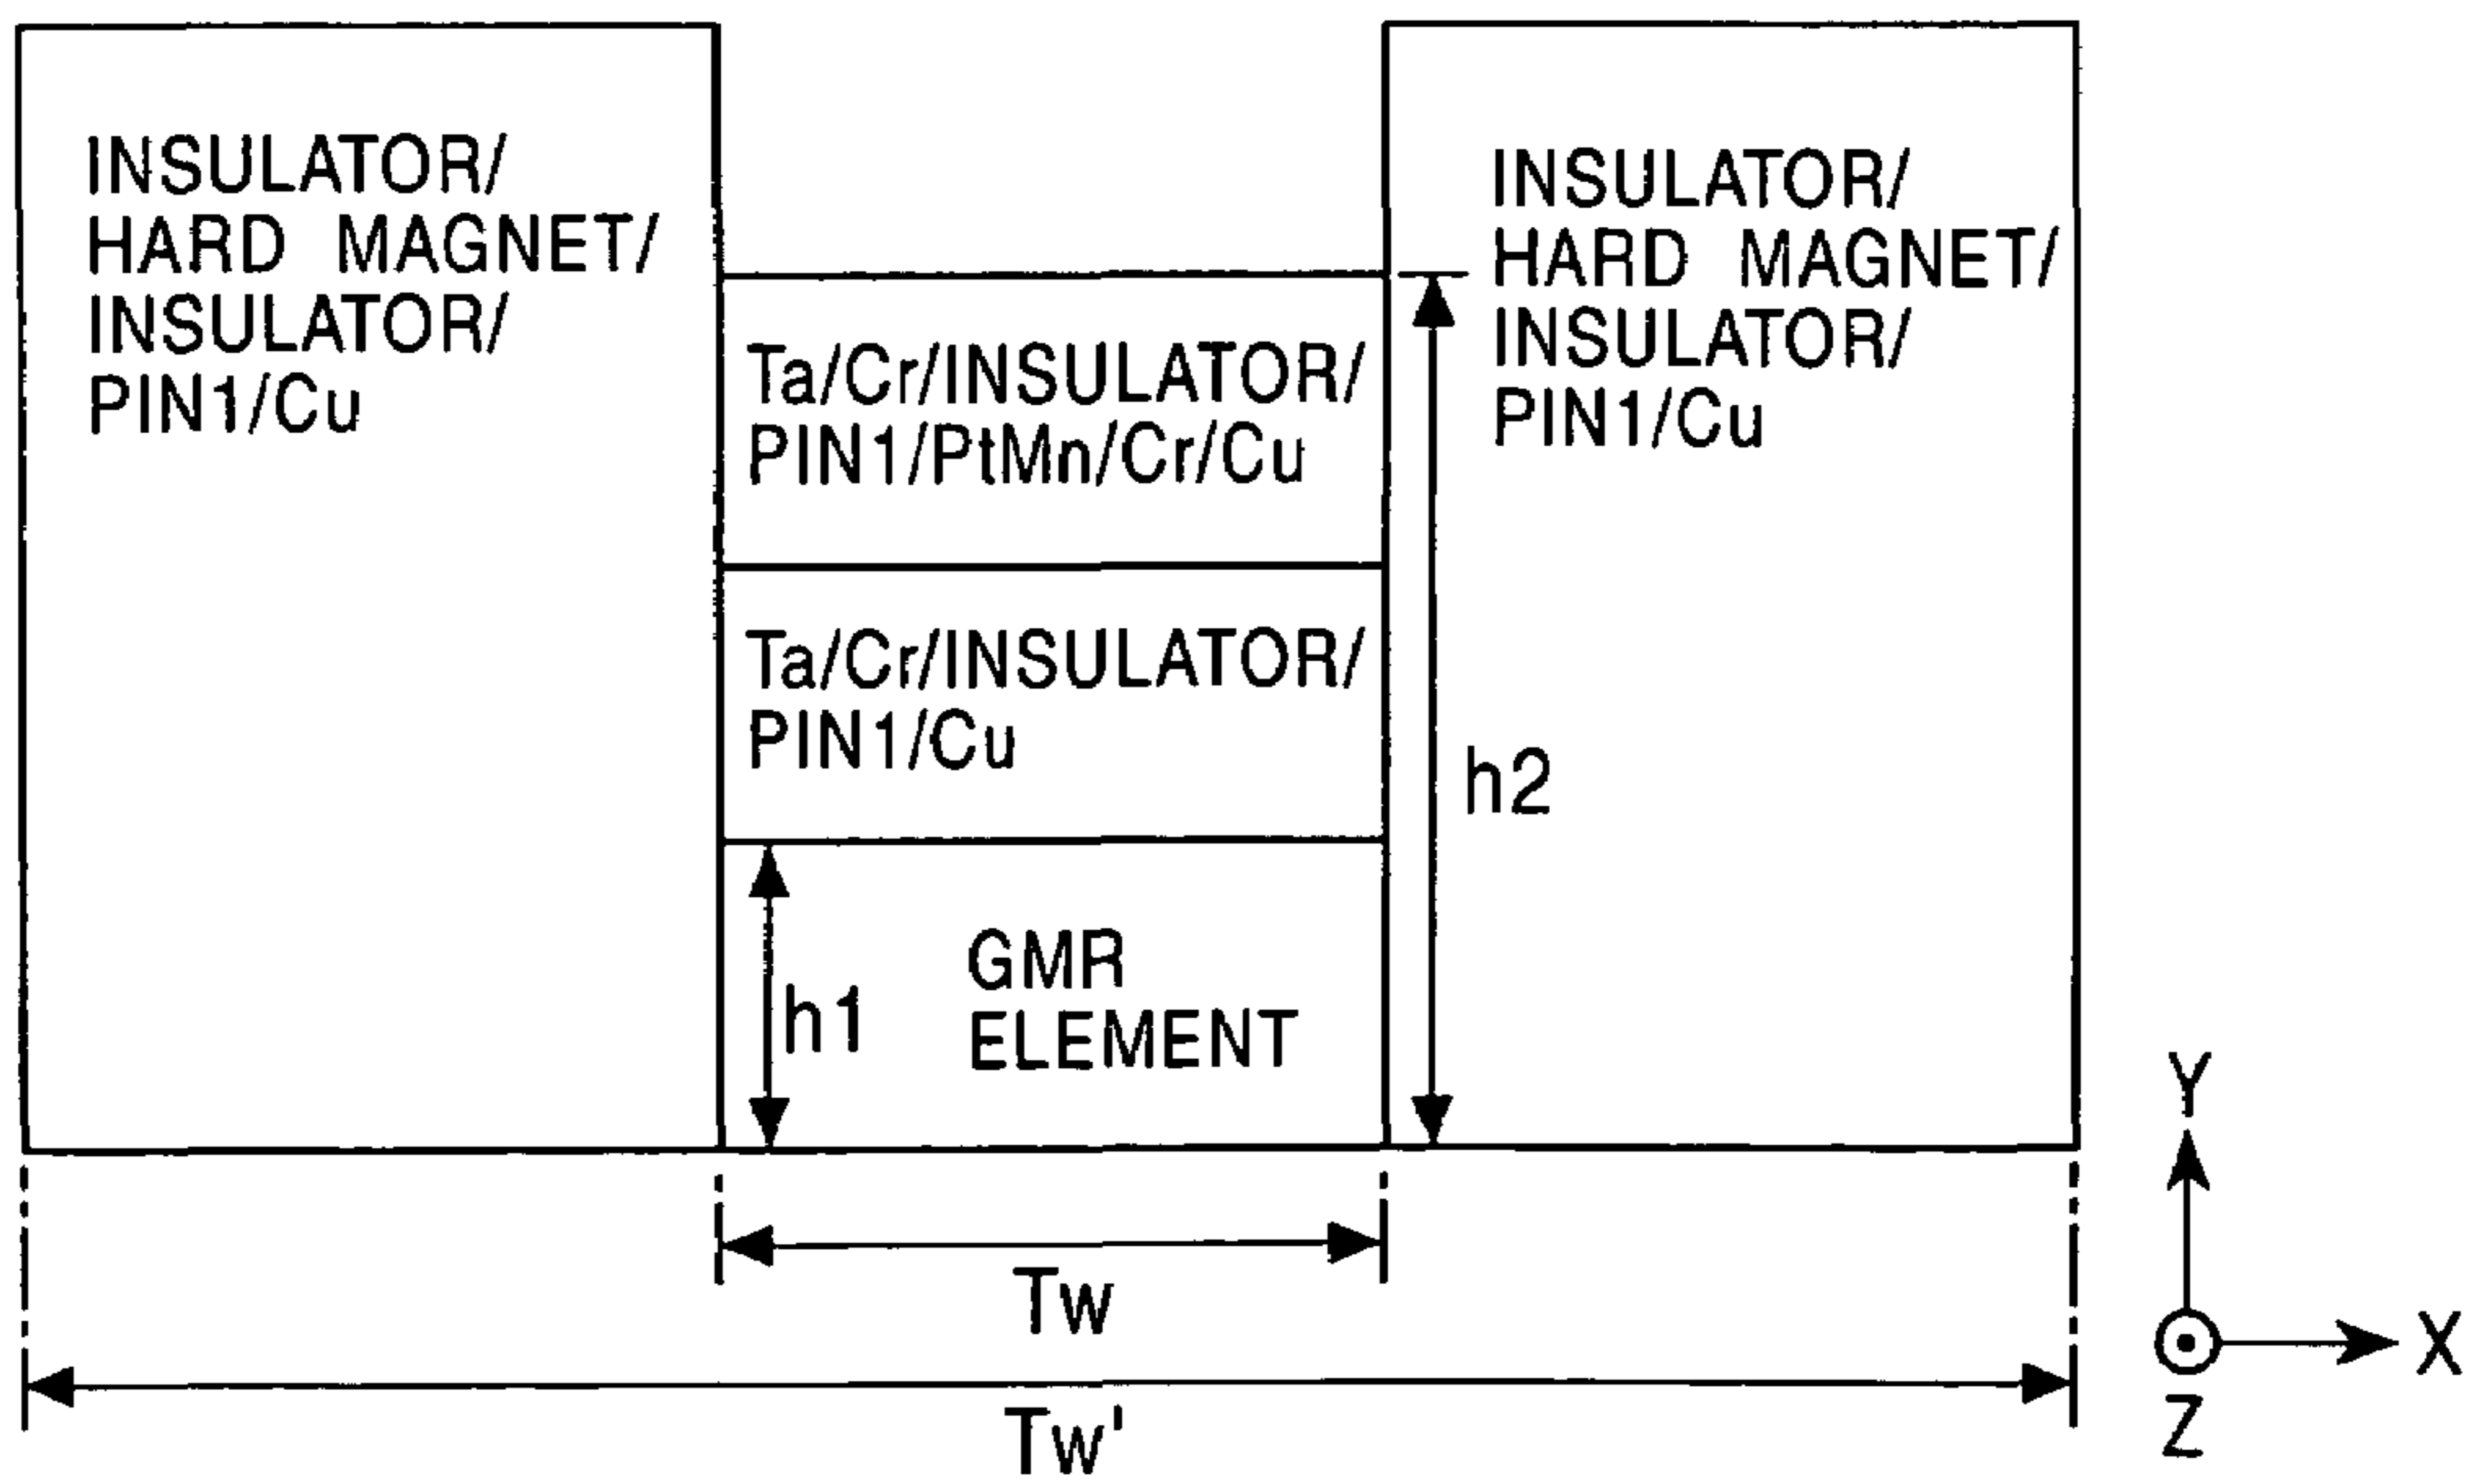 INSULATOR/
HARD MAGNET/
INSULATOR/
PIN1/Cu
Ta/Cr/INSULATOR/
PIN1/PtMn/Cr/Cu
Ta/Cr/INSULATOR/
PIN1/Cu
GMR
ELEMENT
h1
h2
INSULATOR/
HARD MAGNET/
INSULATOR/
PIN1/Cu
Tw
Tw'
Y
X
Z